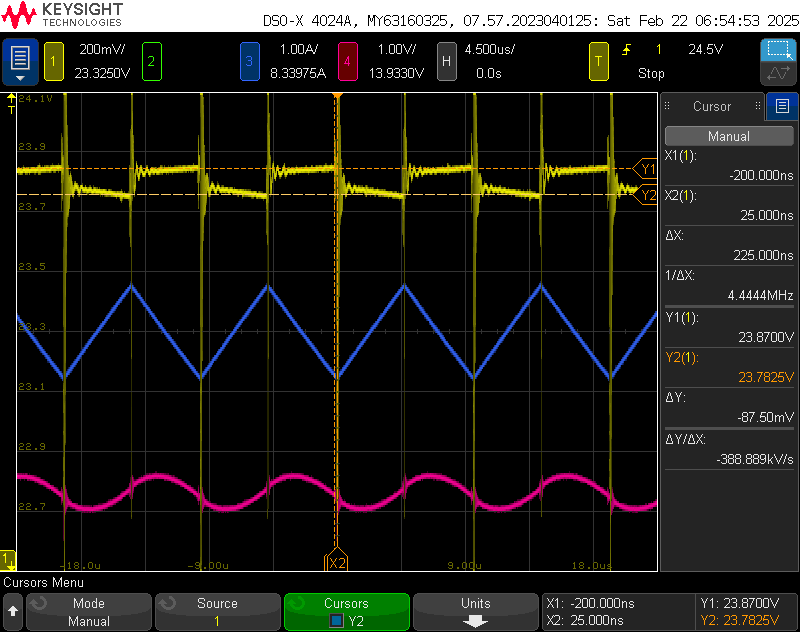 KEYSIGHT
TECHNOLOGIES
DSO-X 4024A, MY63160325, 07.57.2023040125: Sat Feb 22 06:54:53 2025
1 200mV/ 23.3250V
2
3 1.00A/ 8.33975A
4 1.00V/ 13.9330V
H 4.500us/ 0.0s
T 1 24.5V
Stop
24.1V
T
23.9
23.7
23.5
23.3
23.1
22.9
22.7
Y1
Y2
1
-18.0u
-9.00u
X2
9.00u
18.0us
Cursor
Manual
X1(1):
-200.000ns
X2(1):
25.000ns
ΔX:
225.000ns
1/ΔX:
4.4444MHz
Y1(1):
23.8700V
Y2(1):
23.7825V
ΔY:
-87.50mV
ΔY/ΔX:
-388.889kV/s
Cursors Menu
Mode
Manual
Source
1
Cursors
Y2
Units
X1: -200.000ns
X2: 25.000ns
Y1: 23.8700V
Y2: 23.7825V